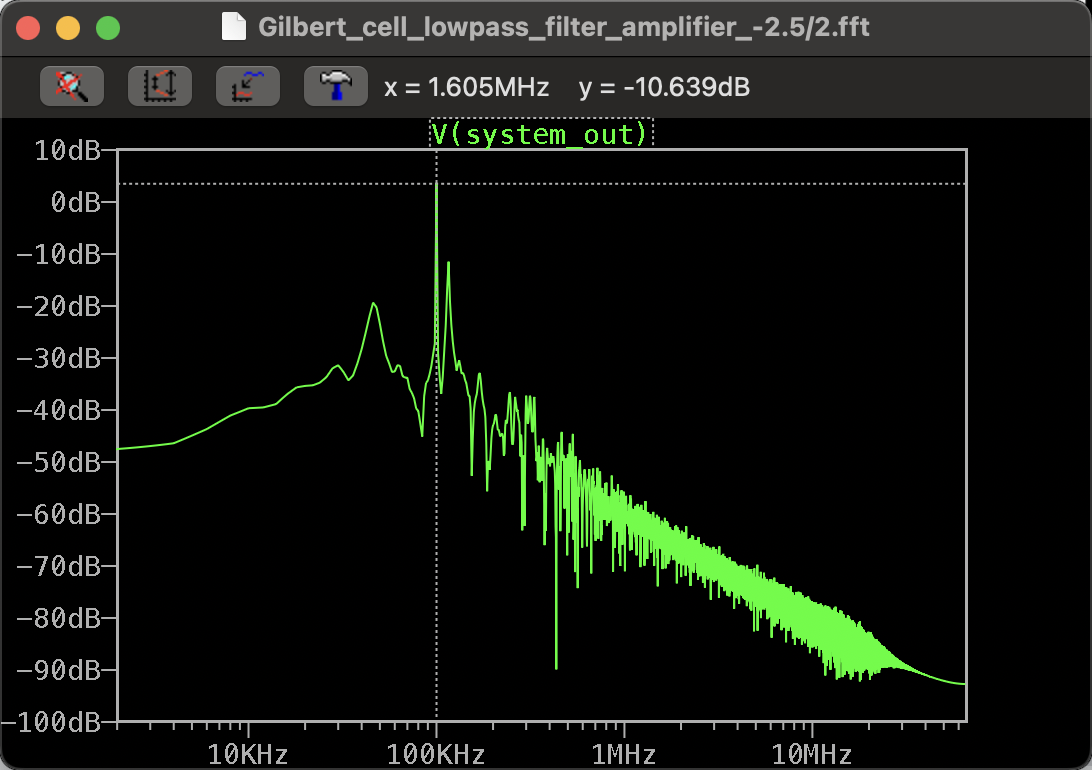 Gilbert_cell_lowpass_filter_amplifier_-2.5/2.fft
x = 1.605MHz y = -10.639dB
V(system_out)
10dB
0dB
-10dB
-20dB
-30dB
-40dB
-50dB
-60dB
-70dB
-80dB
-90dB
-100dB
10KHz 100KHz 1MHz 10MHz